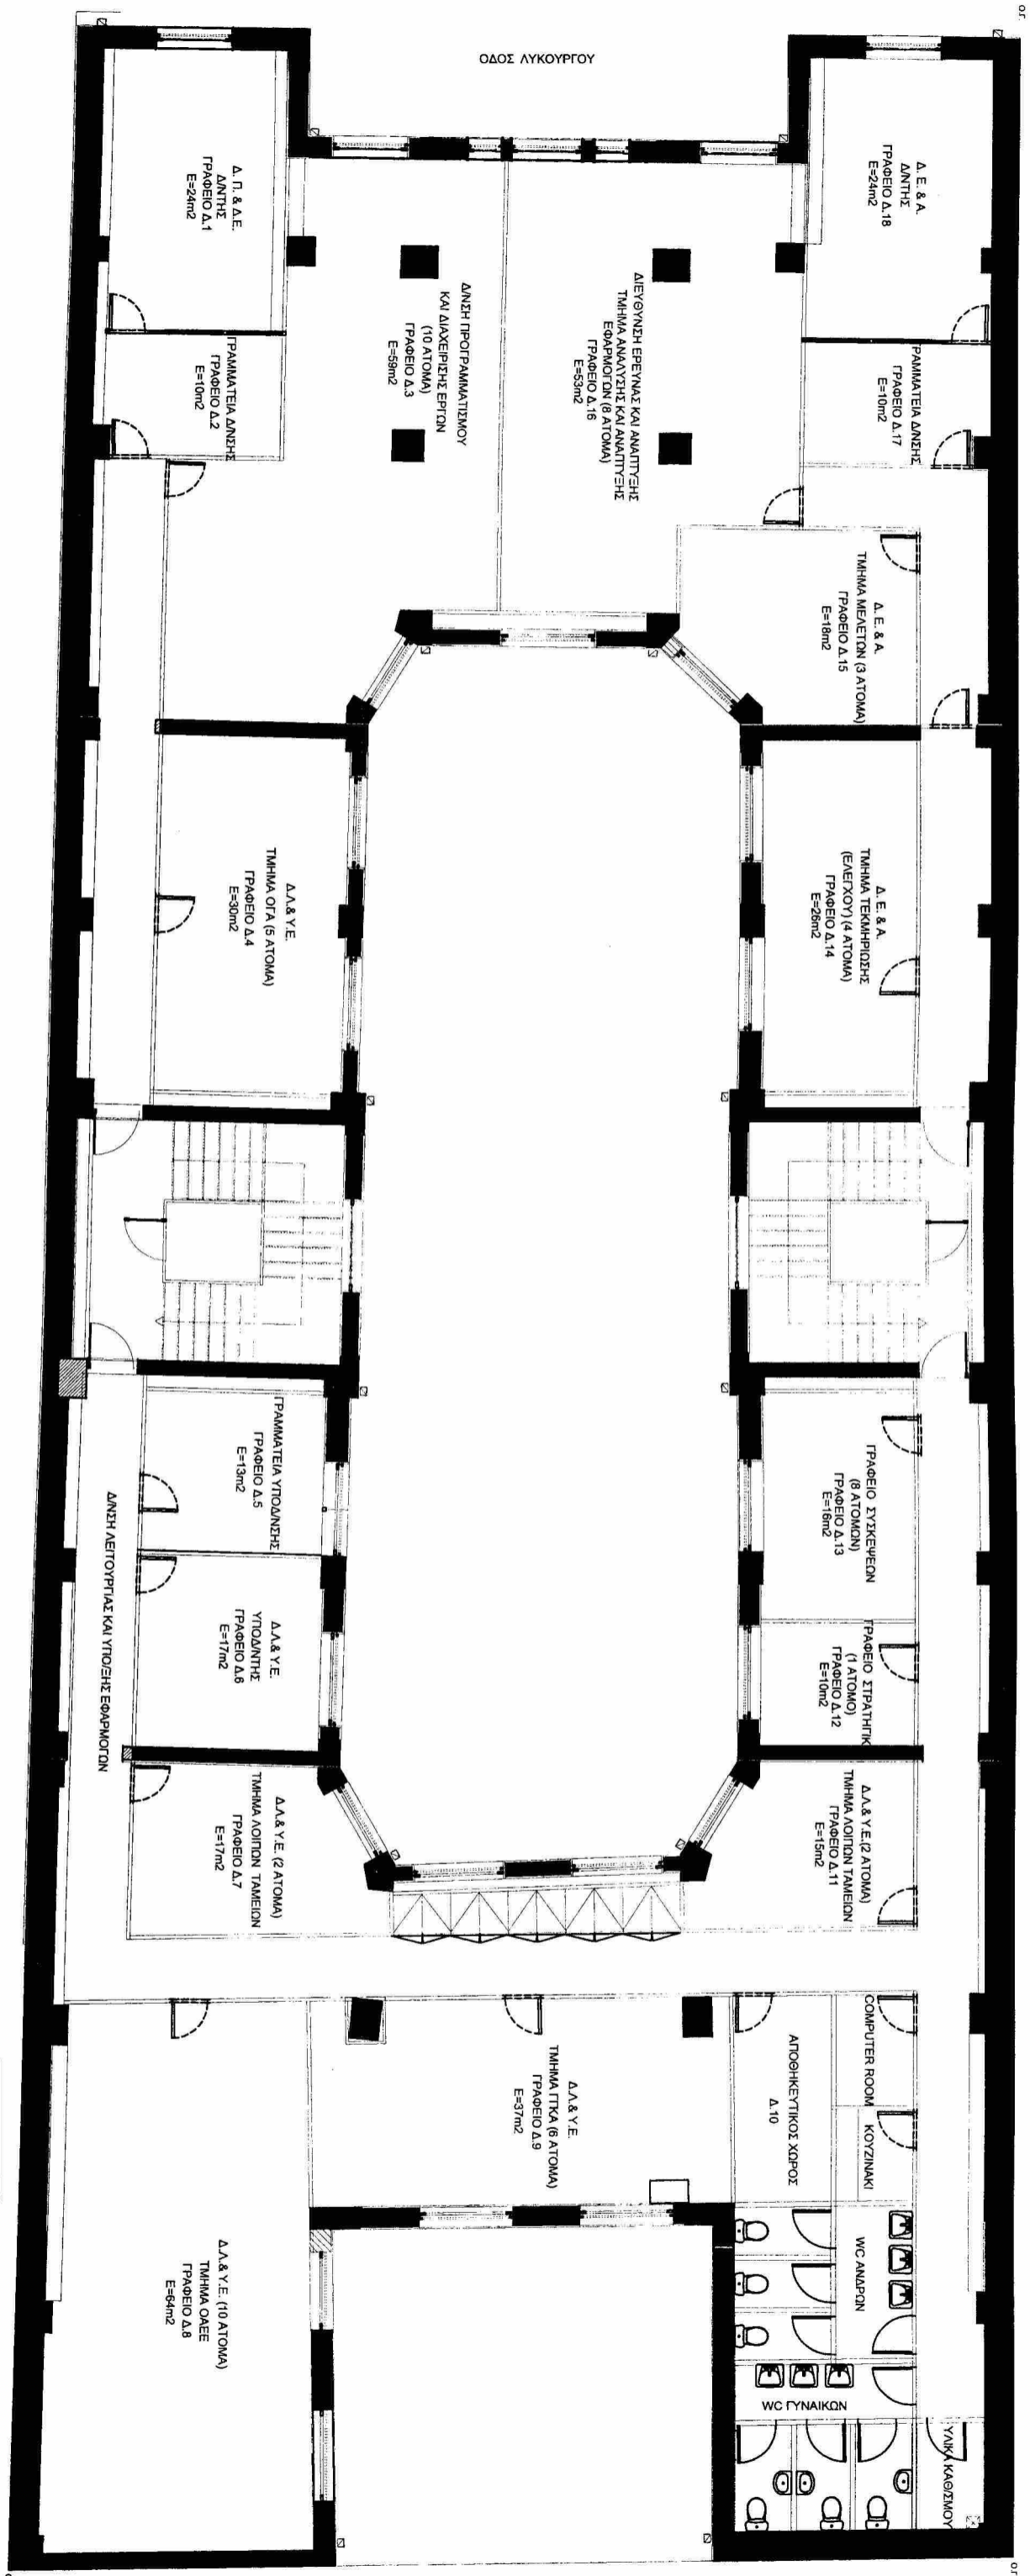 ΟΔΟΣ ΛΥΚΟΥΡΓΟΥ
Δ. Π. & Δ.Ε.
Δ/ΝΤΗΣ
ΓΡΑΦΕΙΟ Δ.1
Ε=24m2
ΓΡΑΜΜΑΤΕΙΑ Δ/ΝΣΗΣ
ΓΡΑΦΕΙΟ Δ.2
Ε=10m2
Δ/ΝΣΗ ΠΡΟΓΡΑΜΜΑΤΙΣΜΟΥ
ΚΑΙ ΔΙΑΧΕΙΡΙΣΗΣ ΕΡΓΩΝ
(10 ΑΤΟΜΑ)
ΓΡΑΦΕΙΟ Δ.3
Ε=59m2
ΔΙΕΥΘΥΝΣΗ ΕΡΕΥΝΑΣ ΚΑΙ ΑΝΑΠΤΥΞΗΣ
ΤΜΗΜΑ ΑΝΑΛΥΣΗΣ ΚΑΙ ΑΝΑΠΤΥΞΗΣ
ΕΦΑΡΜΟΓΩΝ (8 ΑΤΟΜΑ)
ΓΡΑΦΕΙΟ Δ.16
Ε=53m2
Δ. Ε. & Α.
Δ/ΝΤΗΣ
ΓΡΑΦΕΙΟ Δ.18
Ε=24m2
ΡΑΜΜΑΤΕΙΑ Δ/ΝΣΗΣ
ΓΡΑΦΕΙΟ Δ.17
Ε=10m2
Δ. Ε. & Α.
ΤΜΗΜΑ ΜΕΛΕΤΩΝ (3 ΑΤΟΜΑ)
ΓΡΑΦΕΙΟ Δ.15
Ε=18m2
Δ.Λ.& Υ.Ε.
ΤΜΗΜΑ ΟΓΑ (5 ΑΤΟΜΑ)
ΓΡΑΦΕΙΟ Δ.4
Ε=30m2
Δ. Ε. & Α.
ΤΜΗΜΑ ΤΕΚΜΗΡΙΩΣΗΣ
(ΕΛΕΓΧΟΥ) (4 ΑΤΟΜΑ)
ΓΡΑΦΕΙΟ Δ.14
Ε=26m2
ΓΡΑΜΜΑΤΕΙΑ ΥΠΟΔ/ΝΣΗΣ
ΓΡΑΦΕΙΟ Δ.5
Ε=13m2
Δ.Λ.& Υ.Ε.
ΥΠΟΔ/ΝΤΗΣ
ΓΡΑΦΕΙΟ Δ.6
Ε=17m2
Δ/ΝΣΗ ΛΕΙΤΟΥΡΓΙΑΣ ΚΑΙ ΥΠΟ/ΞΗΣ ΕΦΑΡΜΟΓΩΝ
ΓΡΑΦΕΙΟ ΣΥΣΚΕΨΕΩΝ
(8 ΑΤΟΜΩΝ)
ΓΡΑΦΕΙΟ Δ.13
Ε=16m2
ΓΡΑΦΕΙΟ ΣΤΡΑΤΗΓΙΚ
(1 ΑΤΟΜΟ)
ΓΡΑΦΕΙΟ Δ.12
Ε=10m2
Δ.Λ.& Υ.Ε. (2 ΑΤΟΜΑ)
ΤΜΗΜΑ ΛΟΙΠΩΝ ΤΑΜΕΙΩΝ
ΓΡΑΦΕΙΟ Δ.7
Ε=17m2
Δ.Λ.& Υ.Ε.(2 ΑΤΟΜΑ)
ΤΜΗΜΑ ΛΟΙΠΩΝ ΤΑΜΕΙΩΝ
ΓΡΑΦΕΙΟ Δ.11
Ε=15m2
Δ.Λ.& Υ.Ε. (10 ΑΤΟΜΑ)
ΤΜΗΜΑ ΟΑΕΕ
ΓΡΑΦΕΙΟ Δ.8
Ε=64m2
Δ.Λ.& Υ.Ε.
ΤΜΗΜΑ ΓΓΚΑ (6 ΑΤΟΜΑ)
ΓΡΑΦΕΙΟ Δ.9
Ε=37m2
ΑΠΟΘΗΚΕΥΤΙΚΟΣ ΧΩΡΟΣ
Δ.10
COMPUTER ROOM
ΚΟΥΖΙΝΑΚΙ
WC ΑΝΔΡΩΝ
WC ΓΥΝΑΙΚΩΝ
ΥΛΙΚΑ ΚΑΘ/ΣΜΟΥ